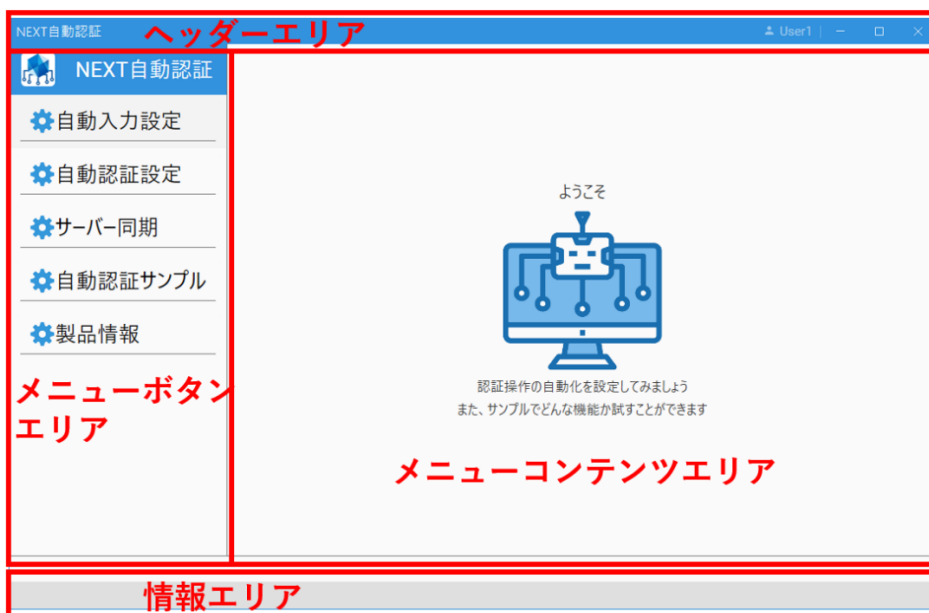 NEXT自動認証
ヘッダーエリア
User1
NEXT自動認証
自動入力設定
自動認証設定
サーバー同期
自動認証サンプル
製品情報
メニューボタン
エリア
ようこそ
認証操作の自動化を設定してみましょう
また、サンプルでどんな機能か試すことができます
メニューコンテンツエリア
情報エリア